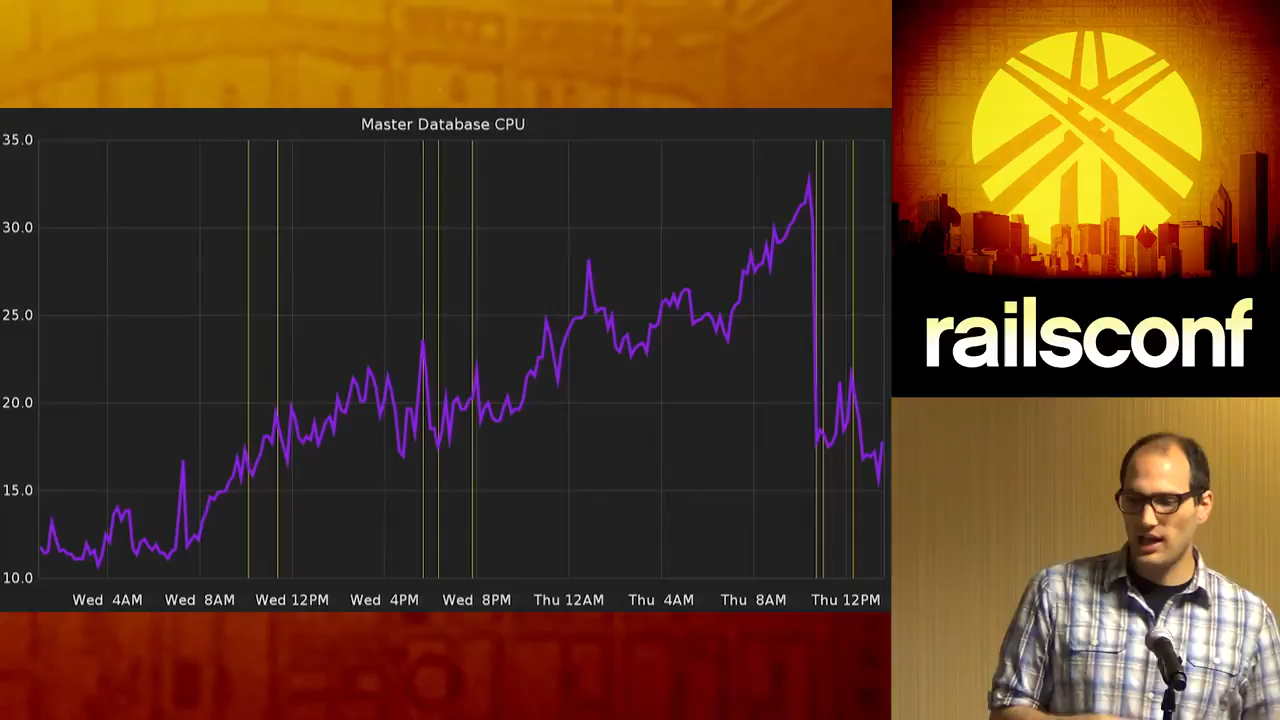 Master Database CPU
35.0
30.0
25.0
20.0
15.0
10.0
Wed 4AM
Wed 8AM
Wed 12PM
Wed 4PM
Wed 8PM
Thu 12AM
Thu 4AM
Thu 8AM
Thu 12PM
railsconf